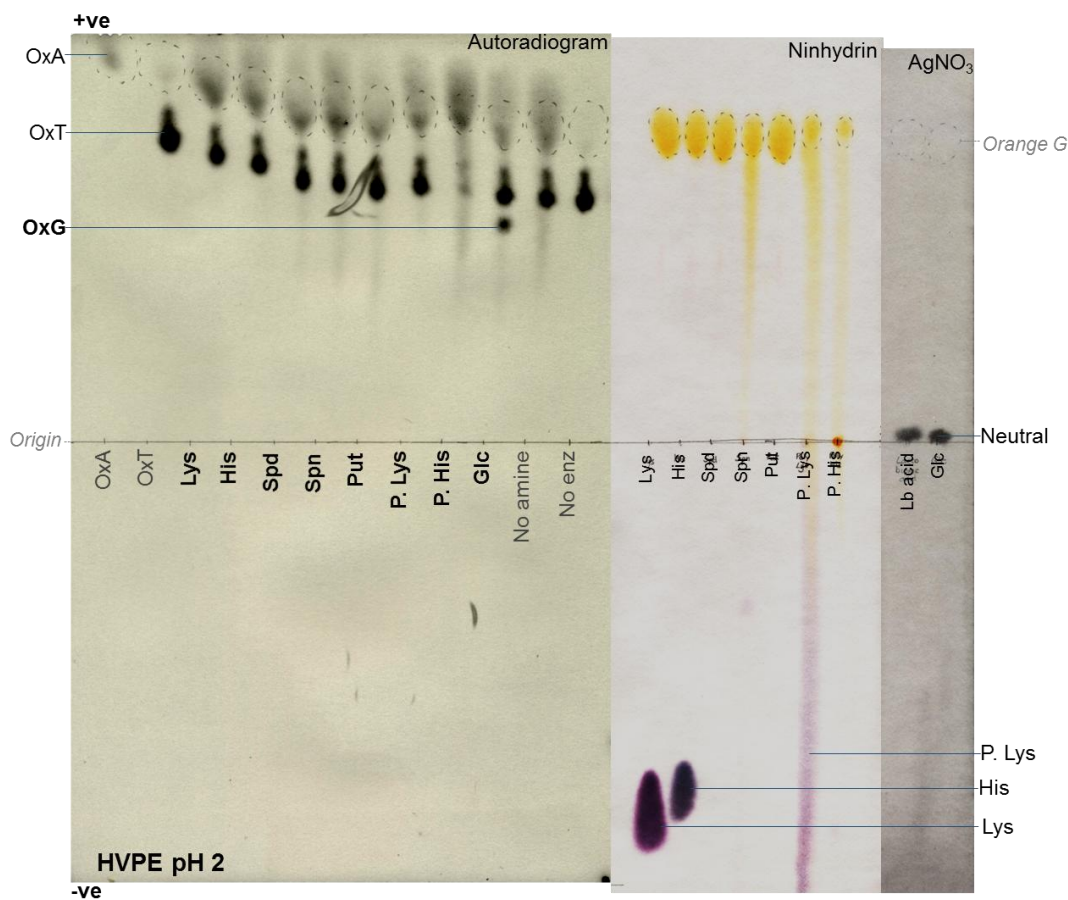 +ve
OxA
Autoradiogram
Ninhydrin
AgNO₃
OxT
Orange G
OxG
Origin
Neutral
OxA
OxT
Lys
His
Spd
Spn
Put
P. Lys
P. His
Glc
No amine
No enz
Lys
His
Spd
Sph
Put
P. Lys
P. His
Lb acid
Glc
P. Lys
His
Lys
HVPE pH 2
-ve